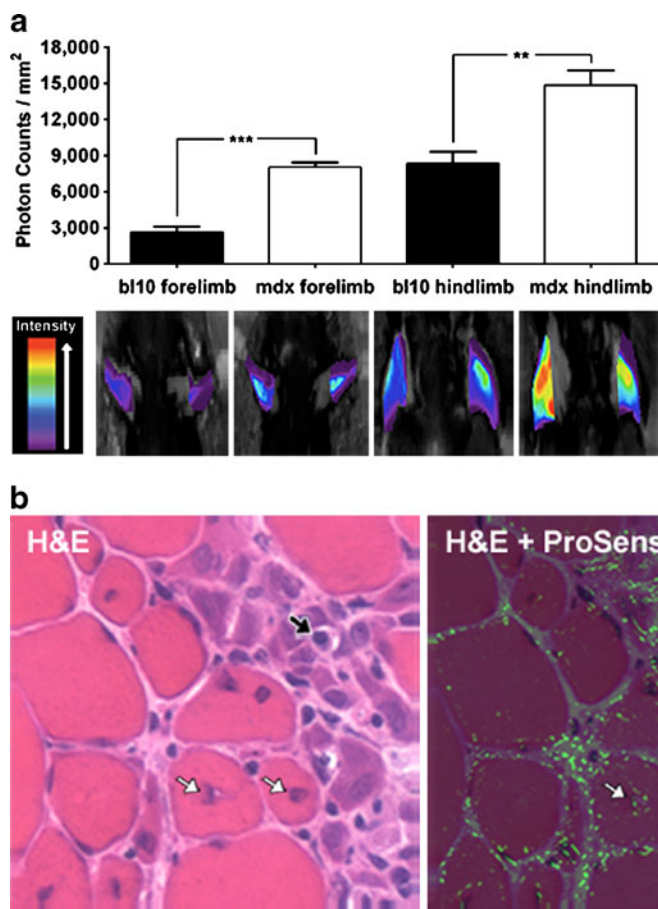 a
Photon Counts / mm²
18,000
15,000
12,000
9,000
6,000
3,000
0
***
**
bl10 forelimb
mdx forelimb
bl10 hindlimb
mdx hindlimb
Intensity
b
H&E
H&E + ProSens